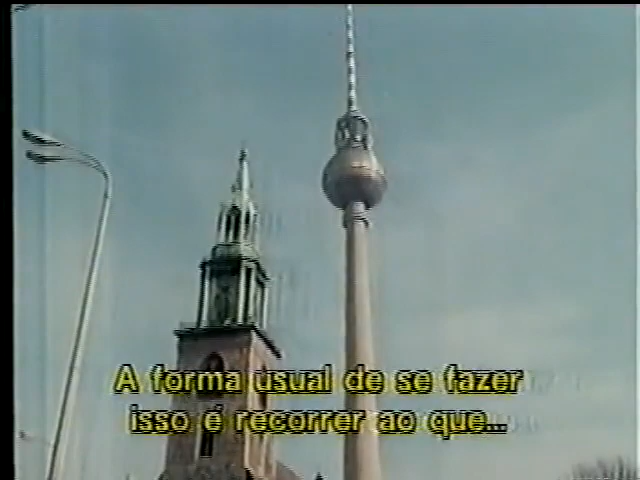 A forma usual de se fazer
isso é recorrer ao que...